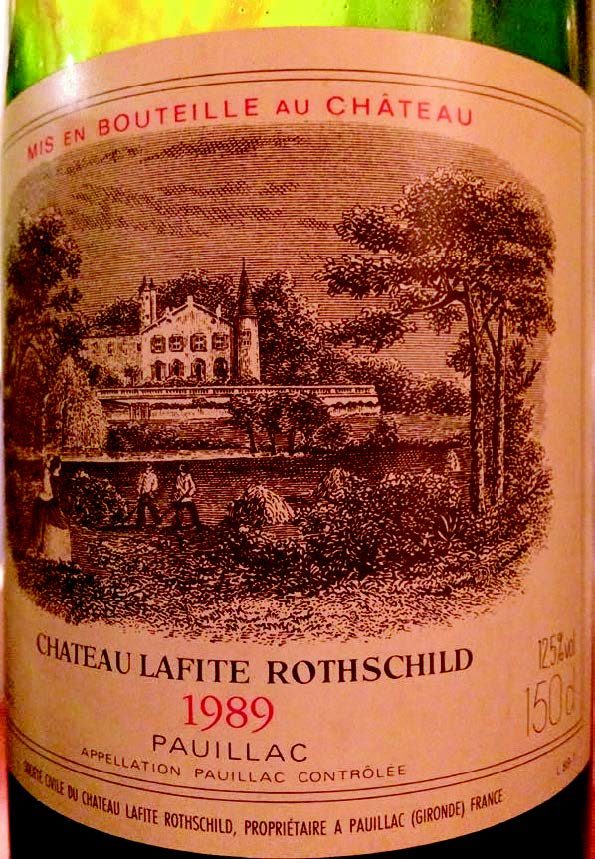 MIS EN BOUTEILLE AU CHÂTEAU
CHATEAU LAFITE ROTHSCHILD
1989
12,5% vol
150 cl
PAUILLAC
APPELLATION PAUILLAC CONTRÔLÉE
SOCIÉTÉ CIVILE DU CHATEAU LAFITE ROTHSCHILD, PROPRIÉTAIRE A PAUILLAC (GIRONDE) FRANCE